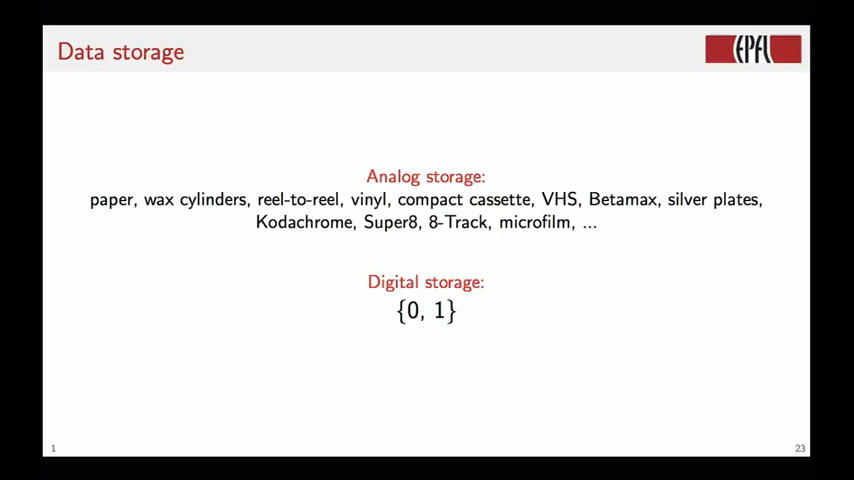 Data storage
EPFL
Analog storage:
paper, wax cylinders, reel-to-reel, vinyl, compact cassette, VHS, Betamax, silver plates,
Kodachrome, Super8, 8-Track, microfilm, ...
Digital storage:
{0, 1}
1
23